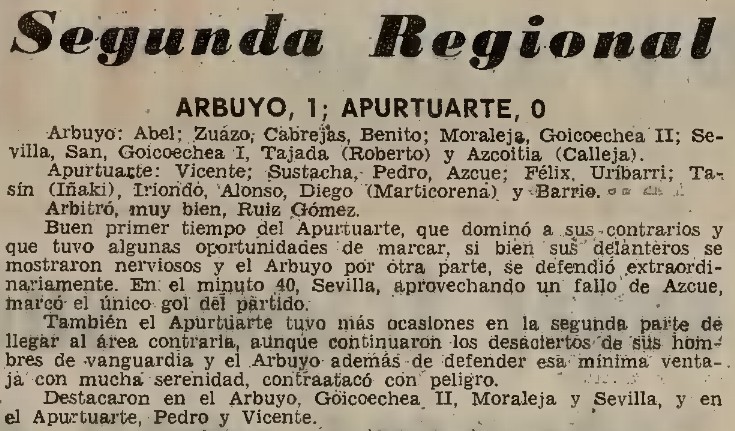 Segunda Regional
ARBUYO, 1; APURTUARTE, 0
Arbuyo: Abel; Zuázo, Cabrejas, Benito; Moraleja, Goicoechea II; Se-
villa, San, Goicoechea I, Tajada (Roberto) y Azcoitia (Calleja).
Apurtuarte: Vicente; Sustacha, Pedro, Azcue; Félix, Uribarri; Ta-
sín (Iñaki), Iriondo, Alonso, Diego (Marticorena) y Barrio.
Arbitró, muy bien, Ruiz Gómez.
Buen primer tiempo del Apurtuarte, que dominó a sus contrarios y
que tuvo algunas oportunidades de marcar, si bien sus delanteros se
mostraron nerviosos y el Arbuyo por otra parte, se defendió extraordi-
nariamente. En el minuto 40, Sevilla, aprovechando un fallo de Azcue,
marcó el único gol del partido.
También el Apurtuarte tuvo más ocasiones en la segunda parte de
llegar al área contraria, aunque continuaron los desaciertos de sus hom-
bres de vanguardia y el Arbuyo además de defender esa mínima venta-
já con mucha serenidad, contraatacó con peligro.
Destacaron en el Arbuyo, Goicoechea II, Moraleja y Sevilla, y en
el Apurtuarte, Pedro y Vicente.